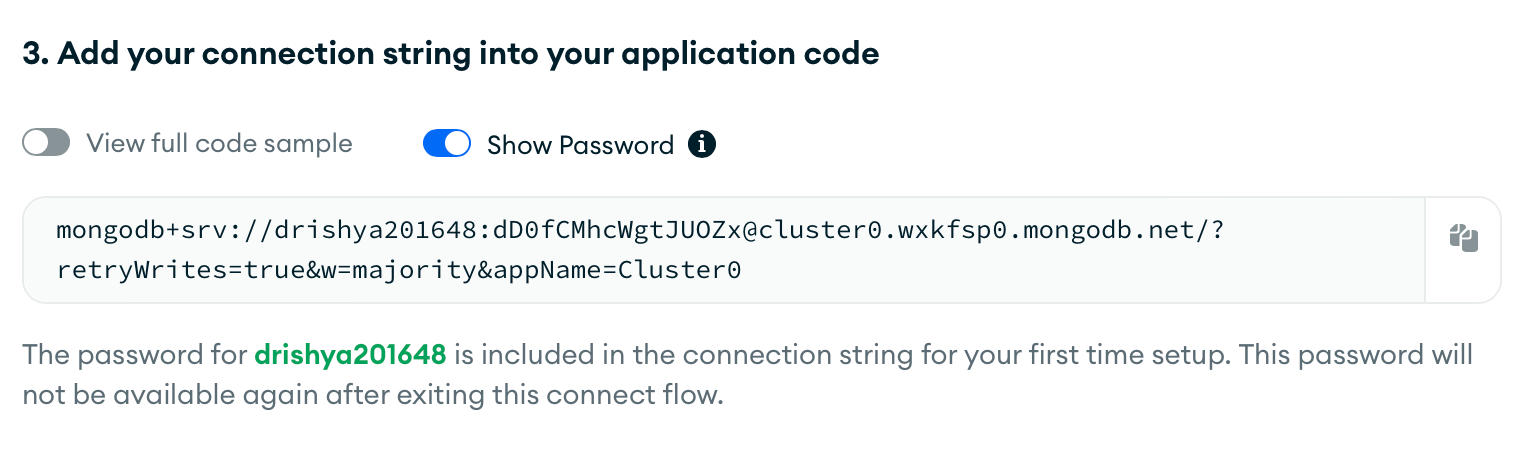 3. Add your connection string into your application code
View full code sample
Show Password
mongodb+srv://drishya201648:dD0fCMhcWgtJUOZx@cluster0.wxkfsp0.mongodb.net/?
retryWrites=true&w=majority&appName=Cluster0
The password for drishya201648 is included in the connection string for your first time setup. This password will
not be available again after exiting this connect flow.